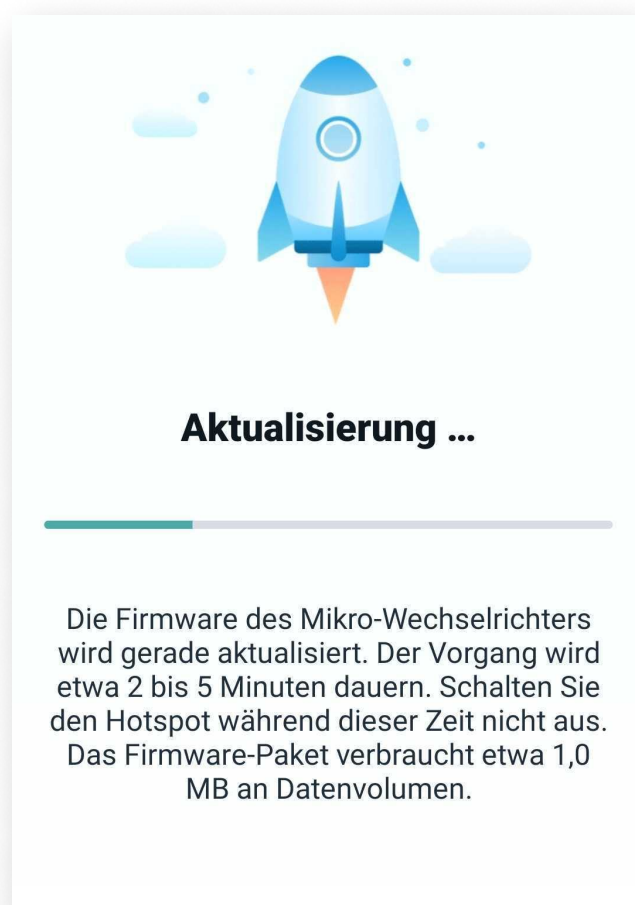 Aktualisierung ...
Die Firmware des Mikro-Wechselrichters
wird gerade aktualisiert. Der Vorgang wird
etwa 2 bis 5 Minuten dauern. Schalten Sie
den Hotspot während dieser Zeit nicht aus.
Das Firmware-Paket verbraucht etwa 1,0
MB an Datenvolumen.